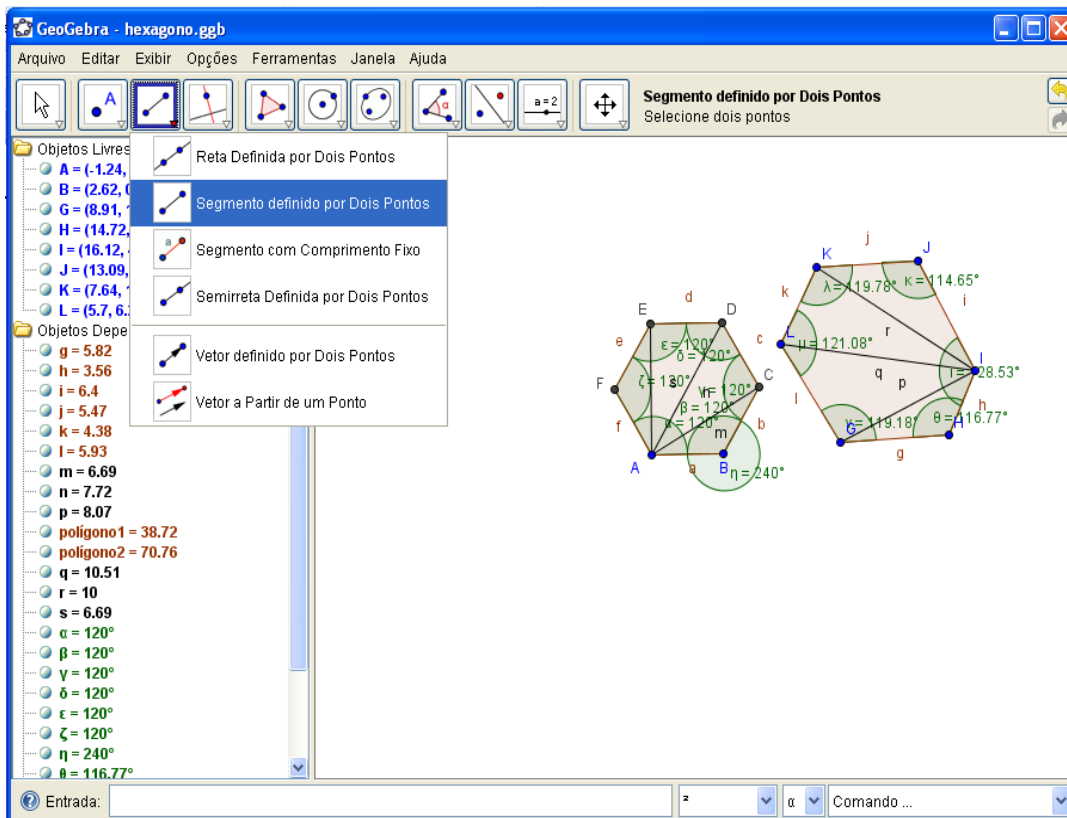 GeoGebra - hexagono.ggb
Arquivo Editar Exibir Opções Ferramentas Janela Ajuda
A
α
a = 2
Segmento definido por Dois Pontos
Selecione dois pontos
Objetos Livres
A = (-1.24,
B = (2.62,
G = (8.91,
H = (14.72,
I = (16.12,
J = (13.09,
K = (7.64,
L = (5.7,
Objetos Depe
g = 5.82
h = 3.56
i = 6.4
j = 5.47
k = 4.38
l = 5.93
m = 6.69
n = 7.72
p = 8.07
polígono1 = 38.72
polígono2 = 70.76
q = 10.51
r = 10
s = 6.69
α = 120°
β = 120°
γ = 120°
δ = 120°
ε = 120°
ζ = 120°
η = 240°
θ = 116.77°
Reta Definida por Dois Pontos
Segmento definido por Dois Pontos
a
Segmento com Comprimento Fixo
Semirreta Definida por Dois Pontos
Vetor definido por Dois Pontos
Vetor a Partir de um Ponto
j
K J
λ = 119.78° κ = 114.65°
k i
d
E D
r
e c L
ε = 120° μ = 121.08°
δ = 120°
I
q
F ζ = 120° s n C p
γ = 120° 28.53°
β = 120° l h
f α = 120° b θ = 116.77°
m G ν = 119.18° H
A a B g
η = 240°
Entrada: ² α Comando ...